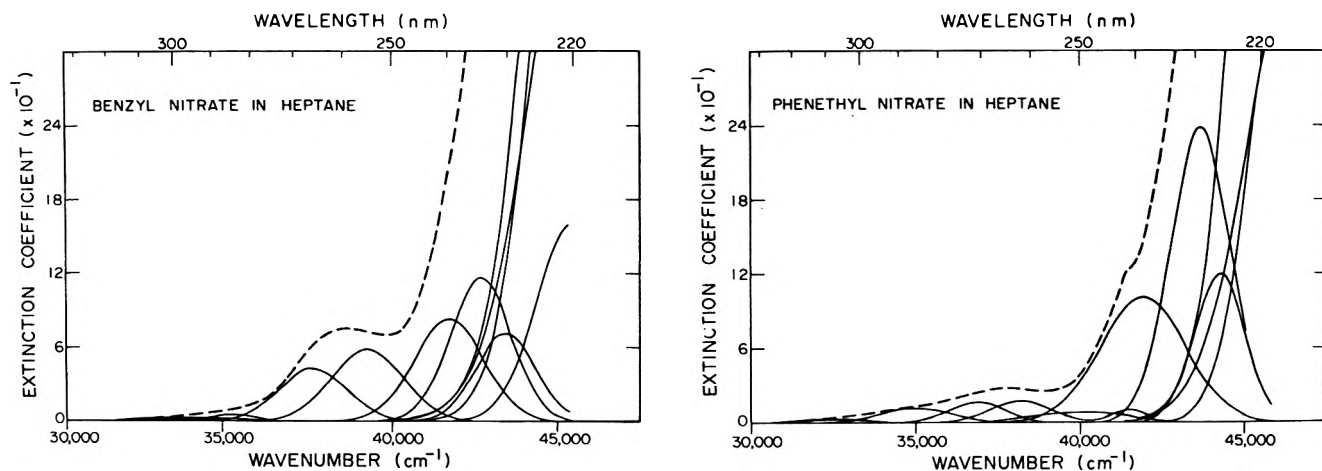 WAVELENGTH (nm)
300 250 220
EXTINCTION COEFFICIENT (× 10⁻¹)
BENZYL NITRATE IN HEPTANE
24
18
12
6
0
30,000 35,000 40,000 45,000
WAVENUMBER (cm⁻¹)
WAVELENGTH (nm)
300 250 220
EXTINCTION COEFFICIENT (× 10⁻¹)
PHENETHYL NITRATE IN HEPTANE
24
18
12
6
0
30,000 35,000 40,000 45,000
WAVENUMBER (cm⁻¹)